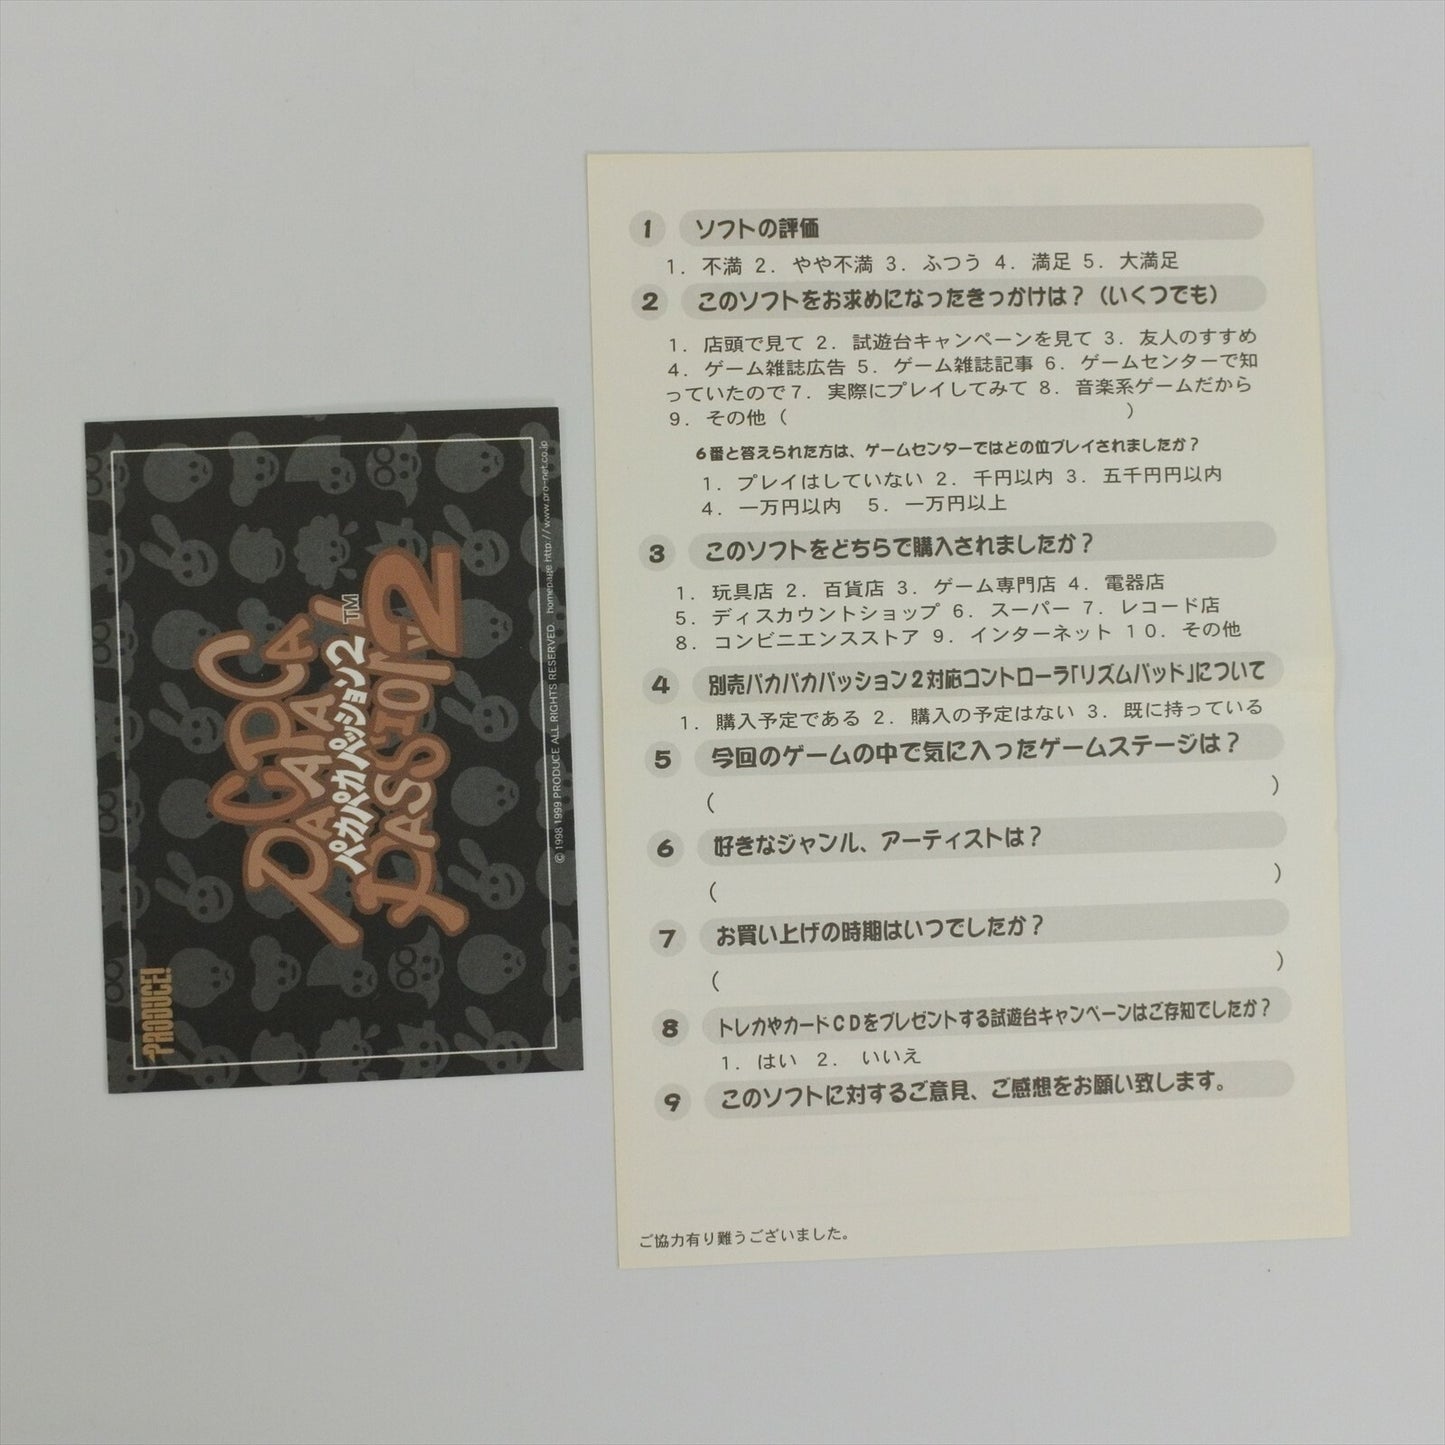 PACAPACA PASSION 2
パカパカパッション2 TM
PRODUCE!
© 1998 1999 PRODUCE ALL RIGHTS RESERVED. homepage http://www.pro-net.co.jp
1 ソフトの評価
1. 不満 2. やや不満 3. ふつう 4. 満足 5. 大満足
2 このソフトをお求めになったきっかけは？（いくつでも）
1. 店頭で見て 2. 試遊台キャンペーンを見て 3. 友人のすすめ
4. ゲーム雑誌広告 5. ゲーム雑誌記事 6. ゲームセンターで知
っていたので 7. 実際にプレイしてみて 8. 音楽系ゲームだから
9. その他（ ）
6番と答えられた方は、ゲームセンターではどの位プレイされましたか？
1. プレイはしていない 2. 千円以内 3. 五千円円以内
4. 一万円以内 5. 一万円以上
3 このソフトをどちらで購入されましたか？
1. 玩具店 2. 百貨店 3. ゲーム専門店 4. 電器店
5. ディスカウントショップ 6. スーパー 7. レコード店
8. コンビニエンスストア 9. インターネット 10. その他
4 別売パカパカパッション2対応コントローラ「リズムパッド」について
1. 購入予定である 2. 購入の予定はない 3. 既に持っている
5 今回のゲームの中で気に入ったゲームステージは？
（ ）
6 好きなジャンル、アーティストは？
（ ）
7 お買い上げの時期はいつでしたか？
（ ）
8 トレカやカードCDをプレゼントする試遊台キャンペーンはご存知でしたか？
1. はい 2. いいえ
9 このソフトに対するご意見、ご感想をお願い致します。
ご協力有り難うございました。